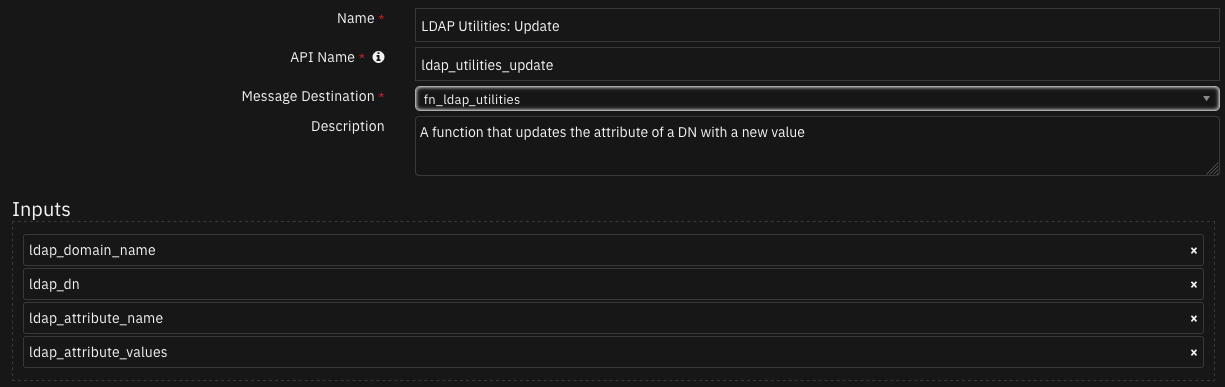 Name *
LDAP Utilities: Update
API Name *
ldap_utilities_update
Message Destination *
fn_ldap_utilities
Description
A function that updates the attribute of a DN with a new value
Inputs
ldap_domain_name ×
ldap_dn ×
ldap_attribute_name ×
ldap_attribute_values ×